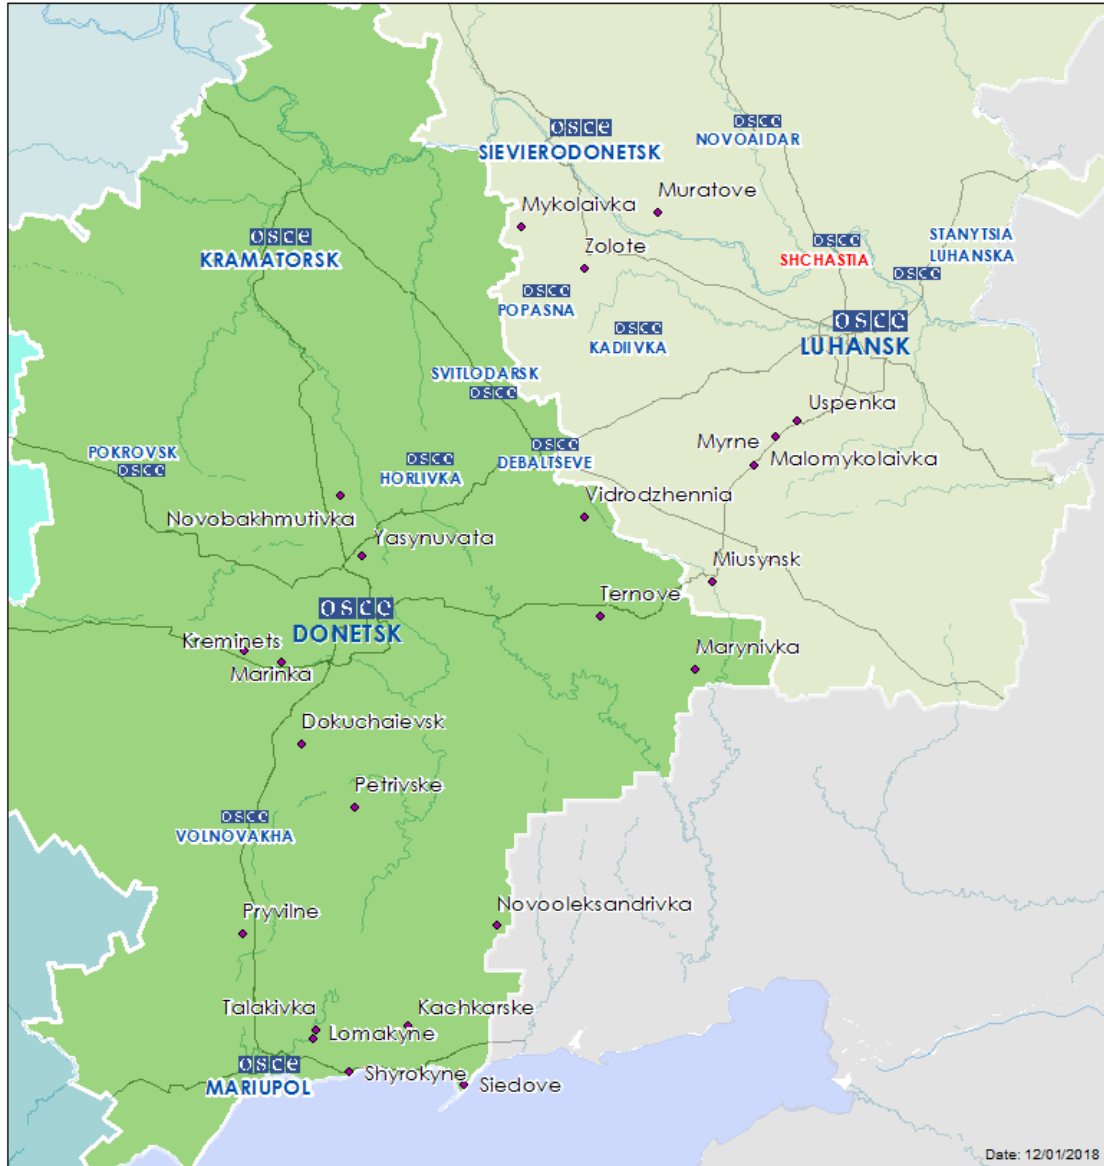 OSCE
SIEVIERODONETSK
OSCE
NOVOAIDAR
Mykolaivka
Muratove
OSCE
KRAMATORSK
Zolote
OSCE
SHCHASTIA
STANYTSIA
LUHANSKA
OSCE
OSCE
POPASNA
OSCE
KADIIVKA
OSCE
LUHANSK
SVITLODARSK
OSCE
Uspenka
Myrne
Malomykolaivka
POKROVSK
OSCE
OSCE
HORLIVKA
OSCE
DEBALTSEVE
Vidrodzhennia
Novobakhmutivka
Yasynuvata
Miusynsk
Ternove
OSCE
DONETSK
Kreminets
Marinka
Marynivka
Dokuchaievsk
Petrivske
OSCE
VOLNOVAKHA
Novooleksandrivka
Pryvilne
Talakivka
Kachkarske
Lomakyne
OSCE
MARIUPOL
Shyrokyne
Siedove
Date: 12/01/2018